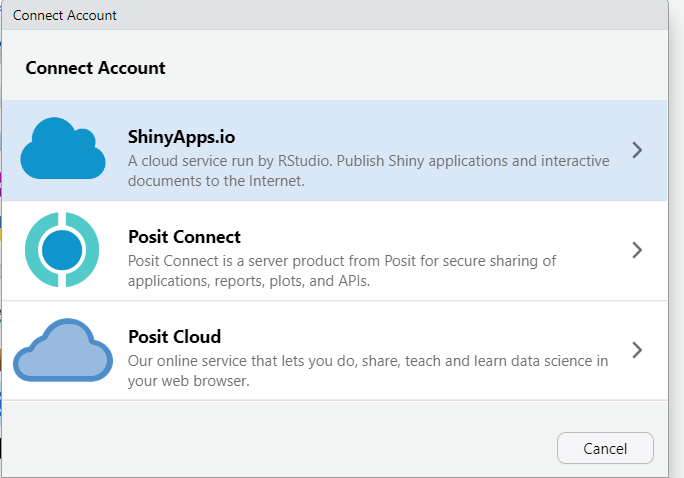 Connect Account
Connect Account
ShinyApps.io
A cloud service run by RStudio. Publish Shiny applications and interactive
documents to the Internet.
Posit Connect
Posit Connect is a server product from Posit for secure sharing of
applications, reports, plots, and APIs.
Posit Cloud
Our online service that lets you do, share, teach and learn data science in
your web browser.
Cancel